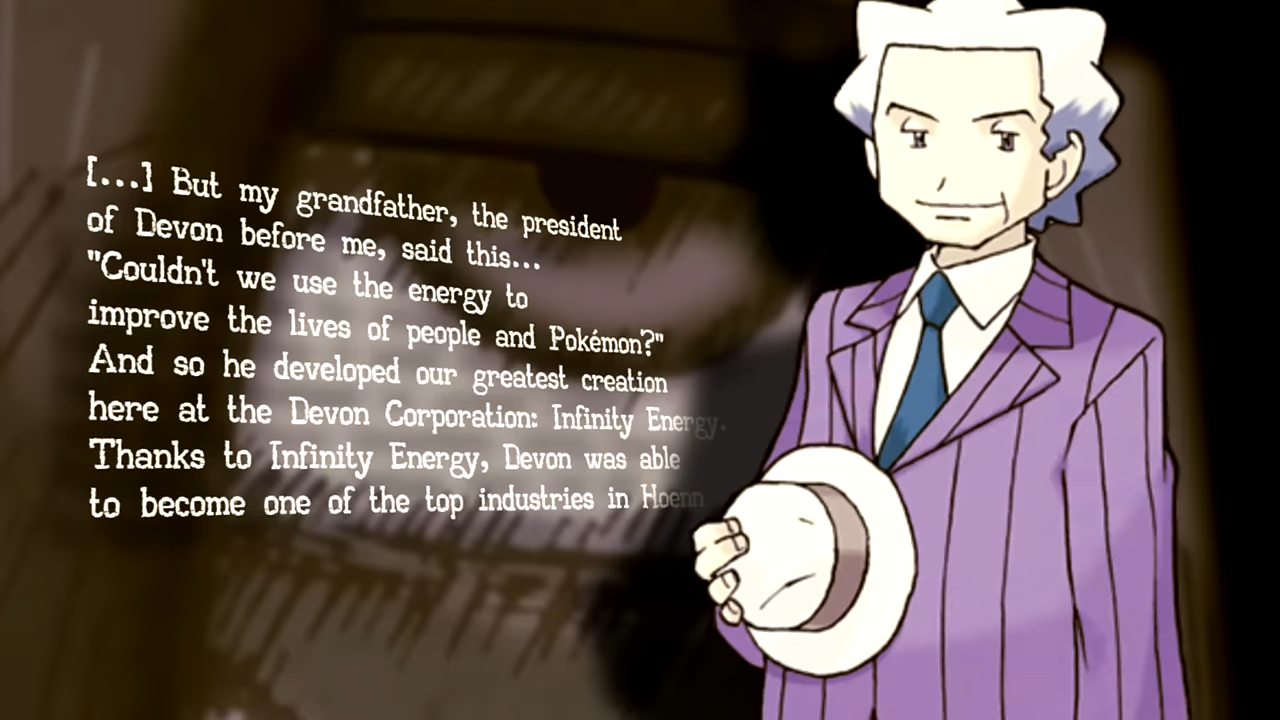 [...] But my grandfather, the president
of Devon before me, said this...
"Couldn't we use the energy to
improve the lives of people and Pokémon?"
And so he developed our greatest creation
here at the Devon Corporation: Infinity Energy.
Thanks to Infinity Energy, Devon was able
to become one of the top industries in Hoenn